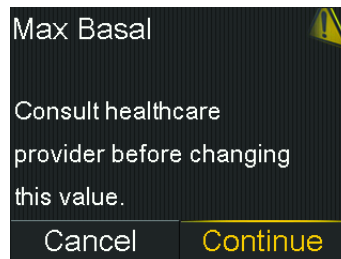 Max Basal
Consult healthcare
provider before changing
this value.
Cancel Continue